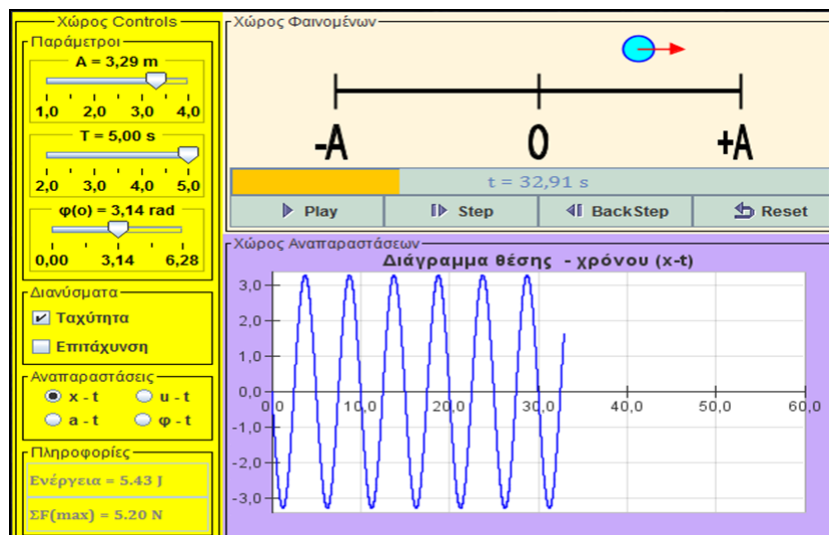 Χώρος Controls
Παράμετροι
A = 3,29 m
1,0 2,0 3,0 4,0
T = 5,00 s
2,0 3,0 4,0 5,0
φ(o) = 3,14 rad
0,00 3,14 6,28
Διανύσματα
Ταχύτητα
Επιτάχυνση
Αναπαραστάσεις
x - t u - t
a - t φ - t
Πληροφορίες
Ενέργεια = 5.43 J
ΣF(max) = 5.20 N
Χώρος Φαινομένων
-A 0 +A
t = 32,91 s
Play Step BackStep Reset
Χώρος Αναπαραστάσεων
Διάγραμμα θέσης - χρόνου (x-t)
3,0
2,0
1,0
0,0
0,0 10,0 20,0 30,0 40,0 50,0 60,0
-1,0
-2,0
-3,0